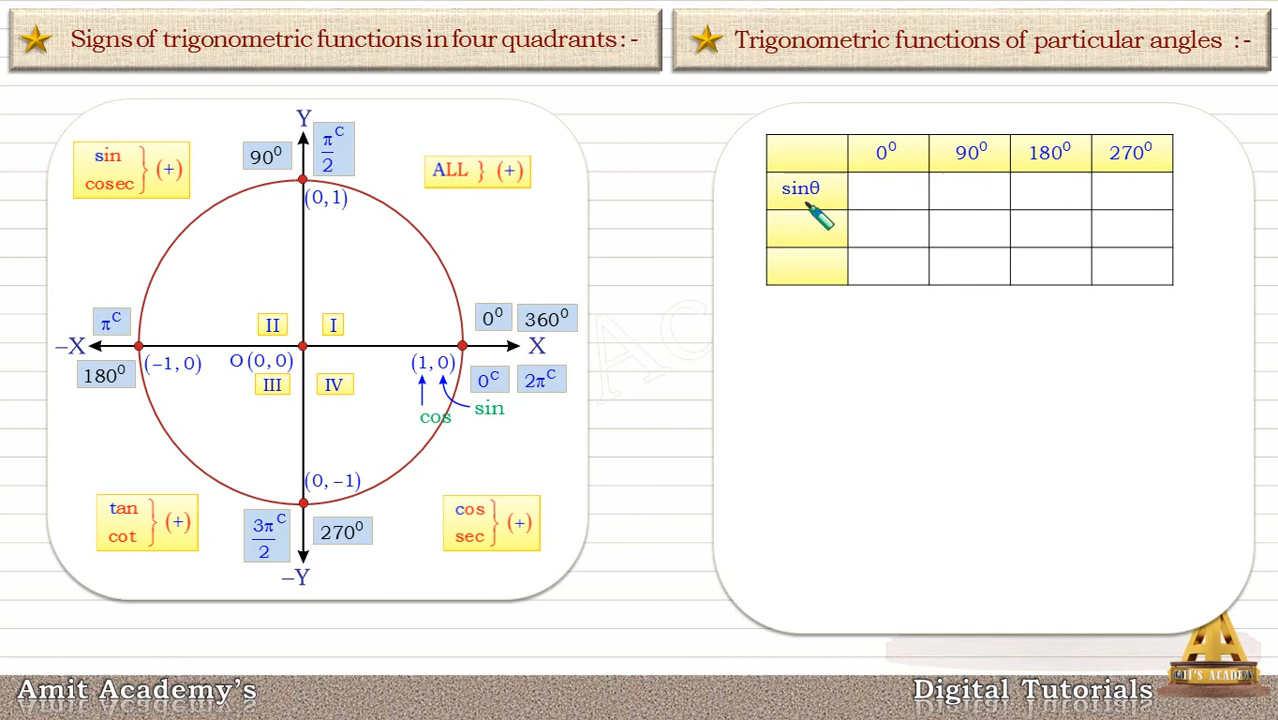 Signs of trigonometric functions in four quadrants : -
Trigonometric functions of particular angles : -
Y
sin
cosec } (+)
90⁰
π^C/2
ALL } (+)
(0, 1)
0⁰ 90⁰ 180⁰ 270⁰
sinθ
π^C
II
I
0⁰
360⁰
–X
X
180⁰
(–1, 0)
O (0, 0)
(1, 0)
III
IV
0^C
2π^C
cos
sin
(0, –1)
tan
cot } (+)
3π^C/2
270⁰
cos
sec } (+)
–Y
Amit Academy's
Digital Tutorials